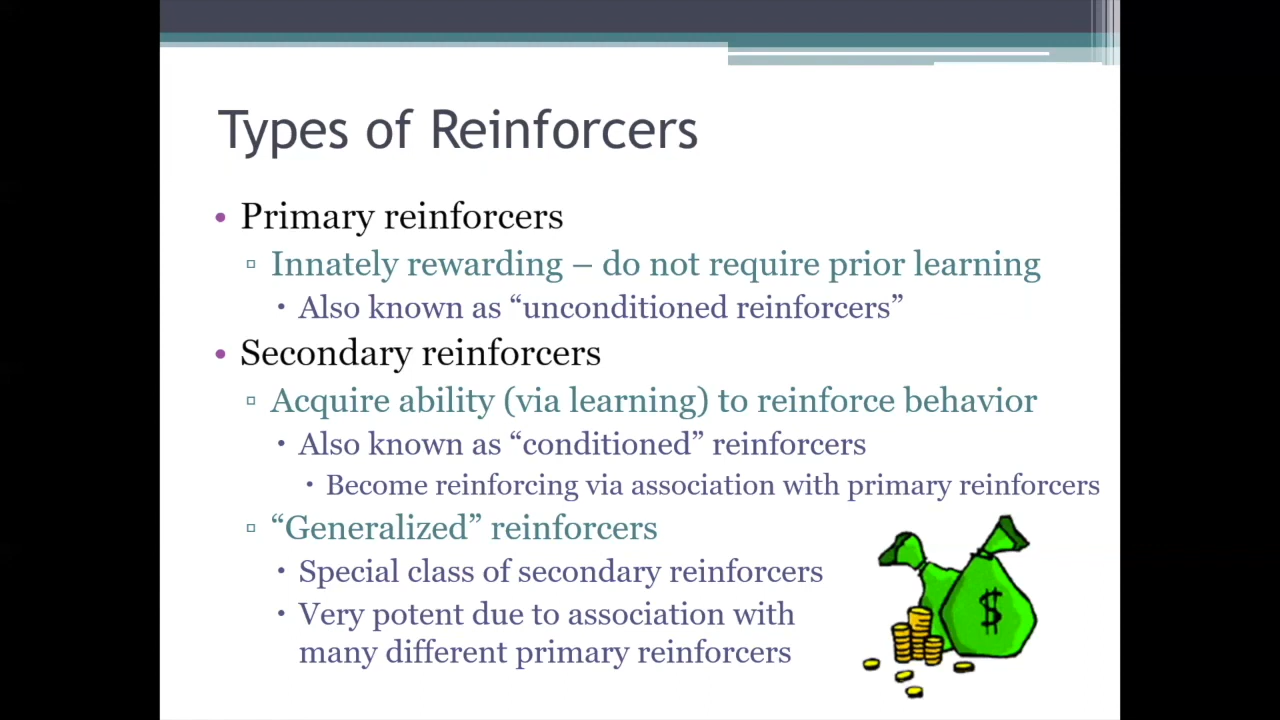 Types of Reinforcers
• Primary reinforcers
▫ Innately rewarding – do not require prior learning
▪ Also known as “unconditioned reinforcers”
• Secondary reinforcers
▫ Acquire ability (via learning) to reinforce behavior
▪ Also known as “conditioned” reinforcers
▪ Become reinforcing via association with primary reinforcers
▫ “Generalized” reinforcers
▪ Special class of secondary reinforcers
▪ Very potent due to association with
many different primary reinforcers
$